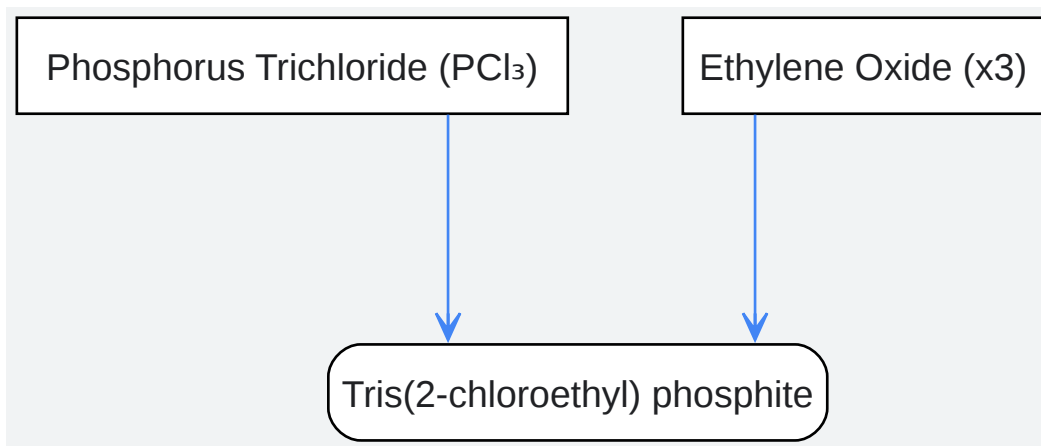 Phosphorus Trichloride (PCl₃)
Ethylene Oxide (x3)
Tris(2-chloroethyl) phosphite